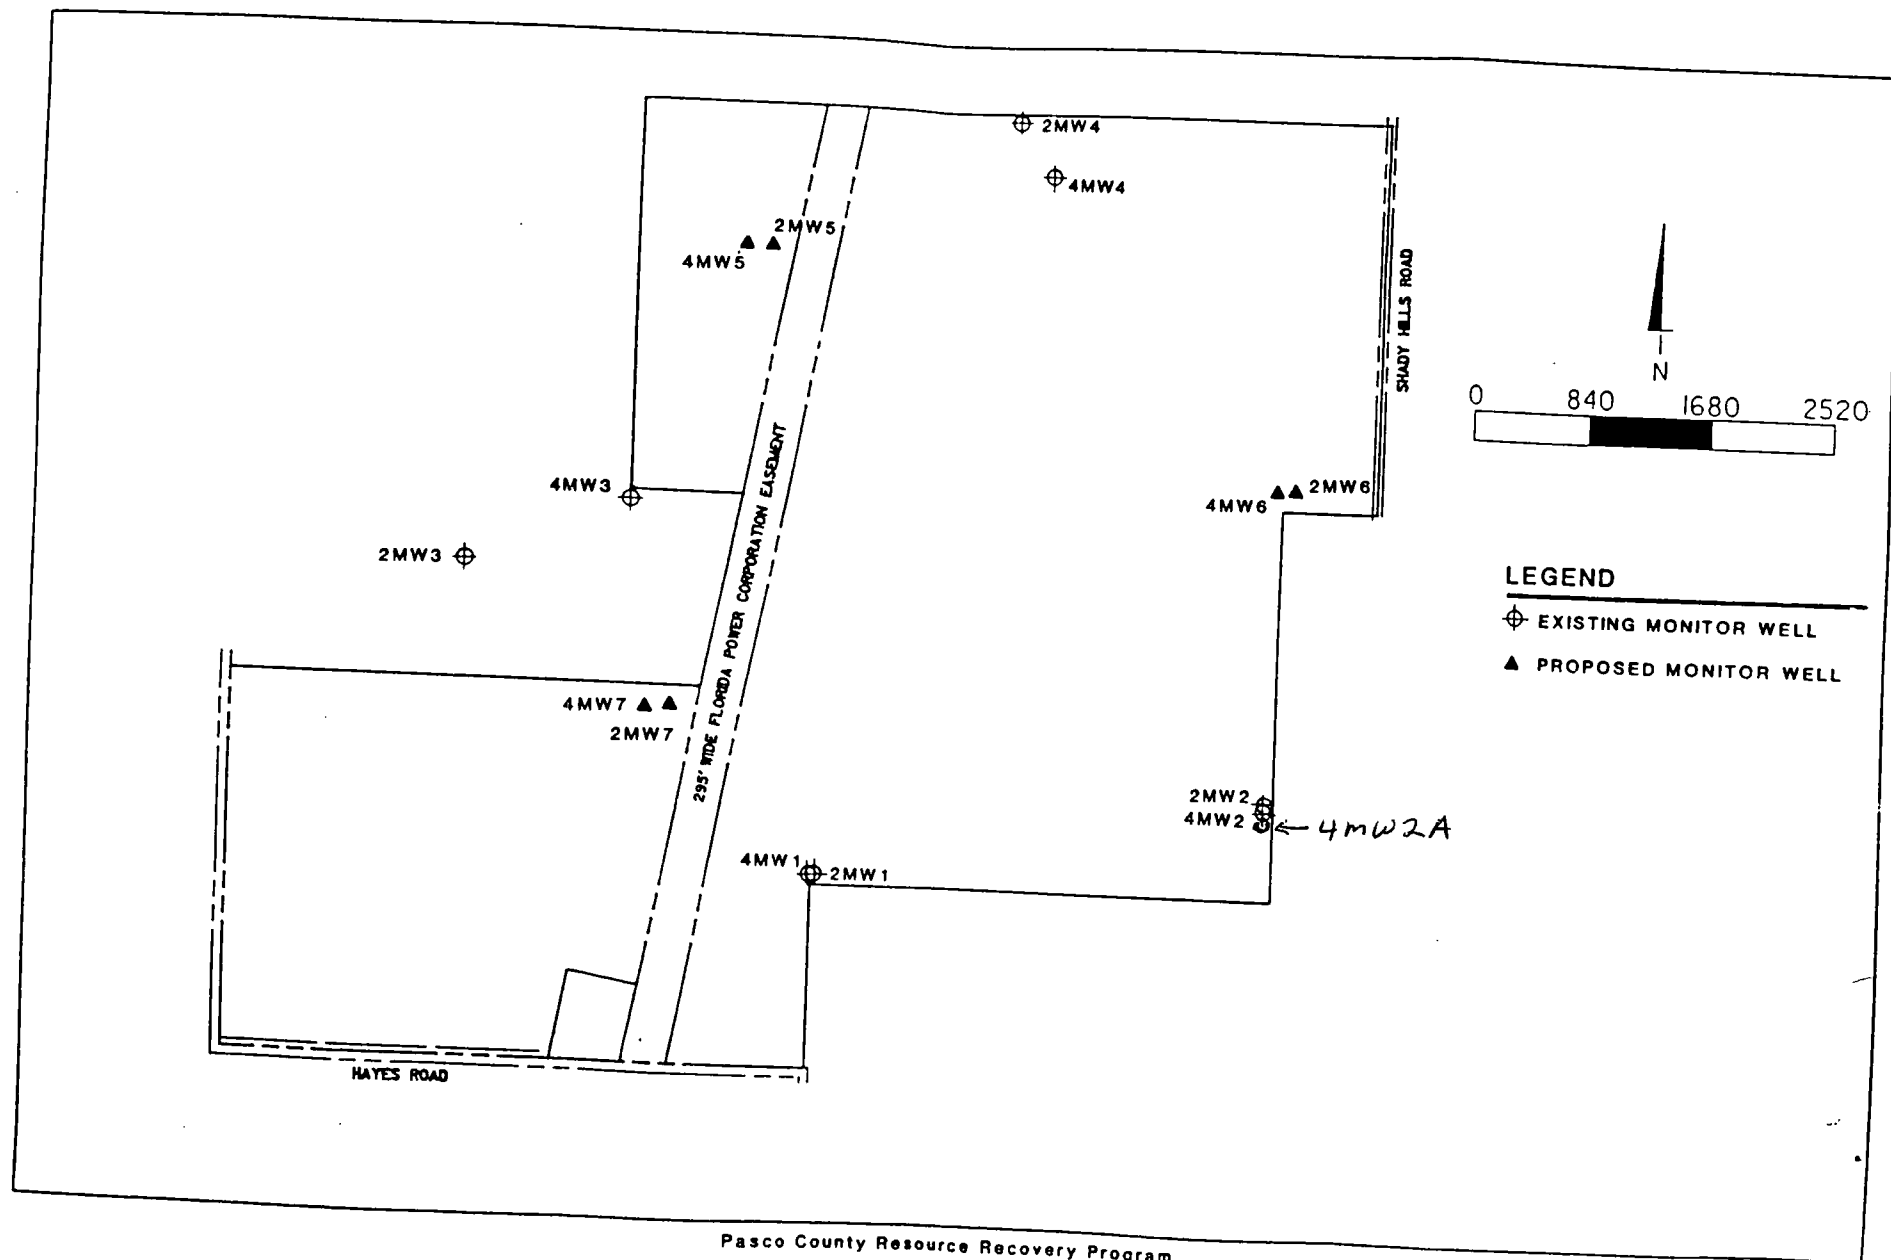 2MW4
4MW4
2MW5
4MW5
SHADY HILLS ROAD
N
0 840 1680 2520
4MW3
2MW3
4MW6
2MW6
295' WIDE FLORIDA POWER CORPORATION EASEMENT
LEGEND
EXISTING MONITOR WELL
PROPOSED MONITOR WELL
4MW7
2MW7
2MW2
4MW2
4MW2A
4MW1
2MW1
HAYES ROAD
Pasco County Resource Recovery Program